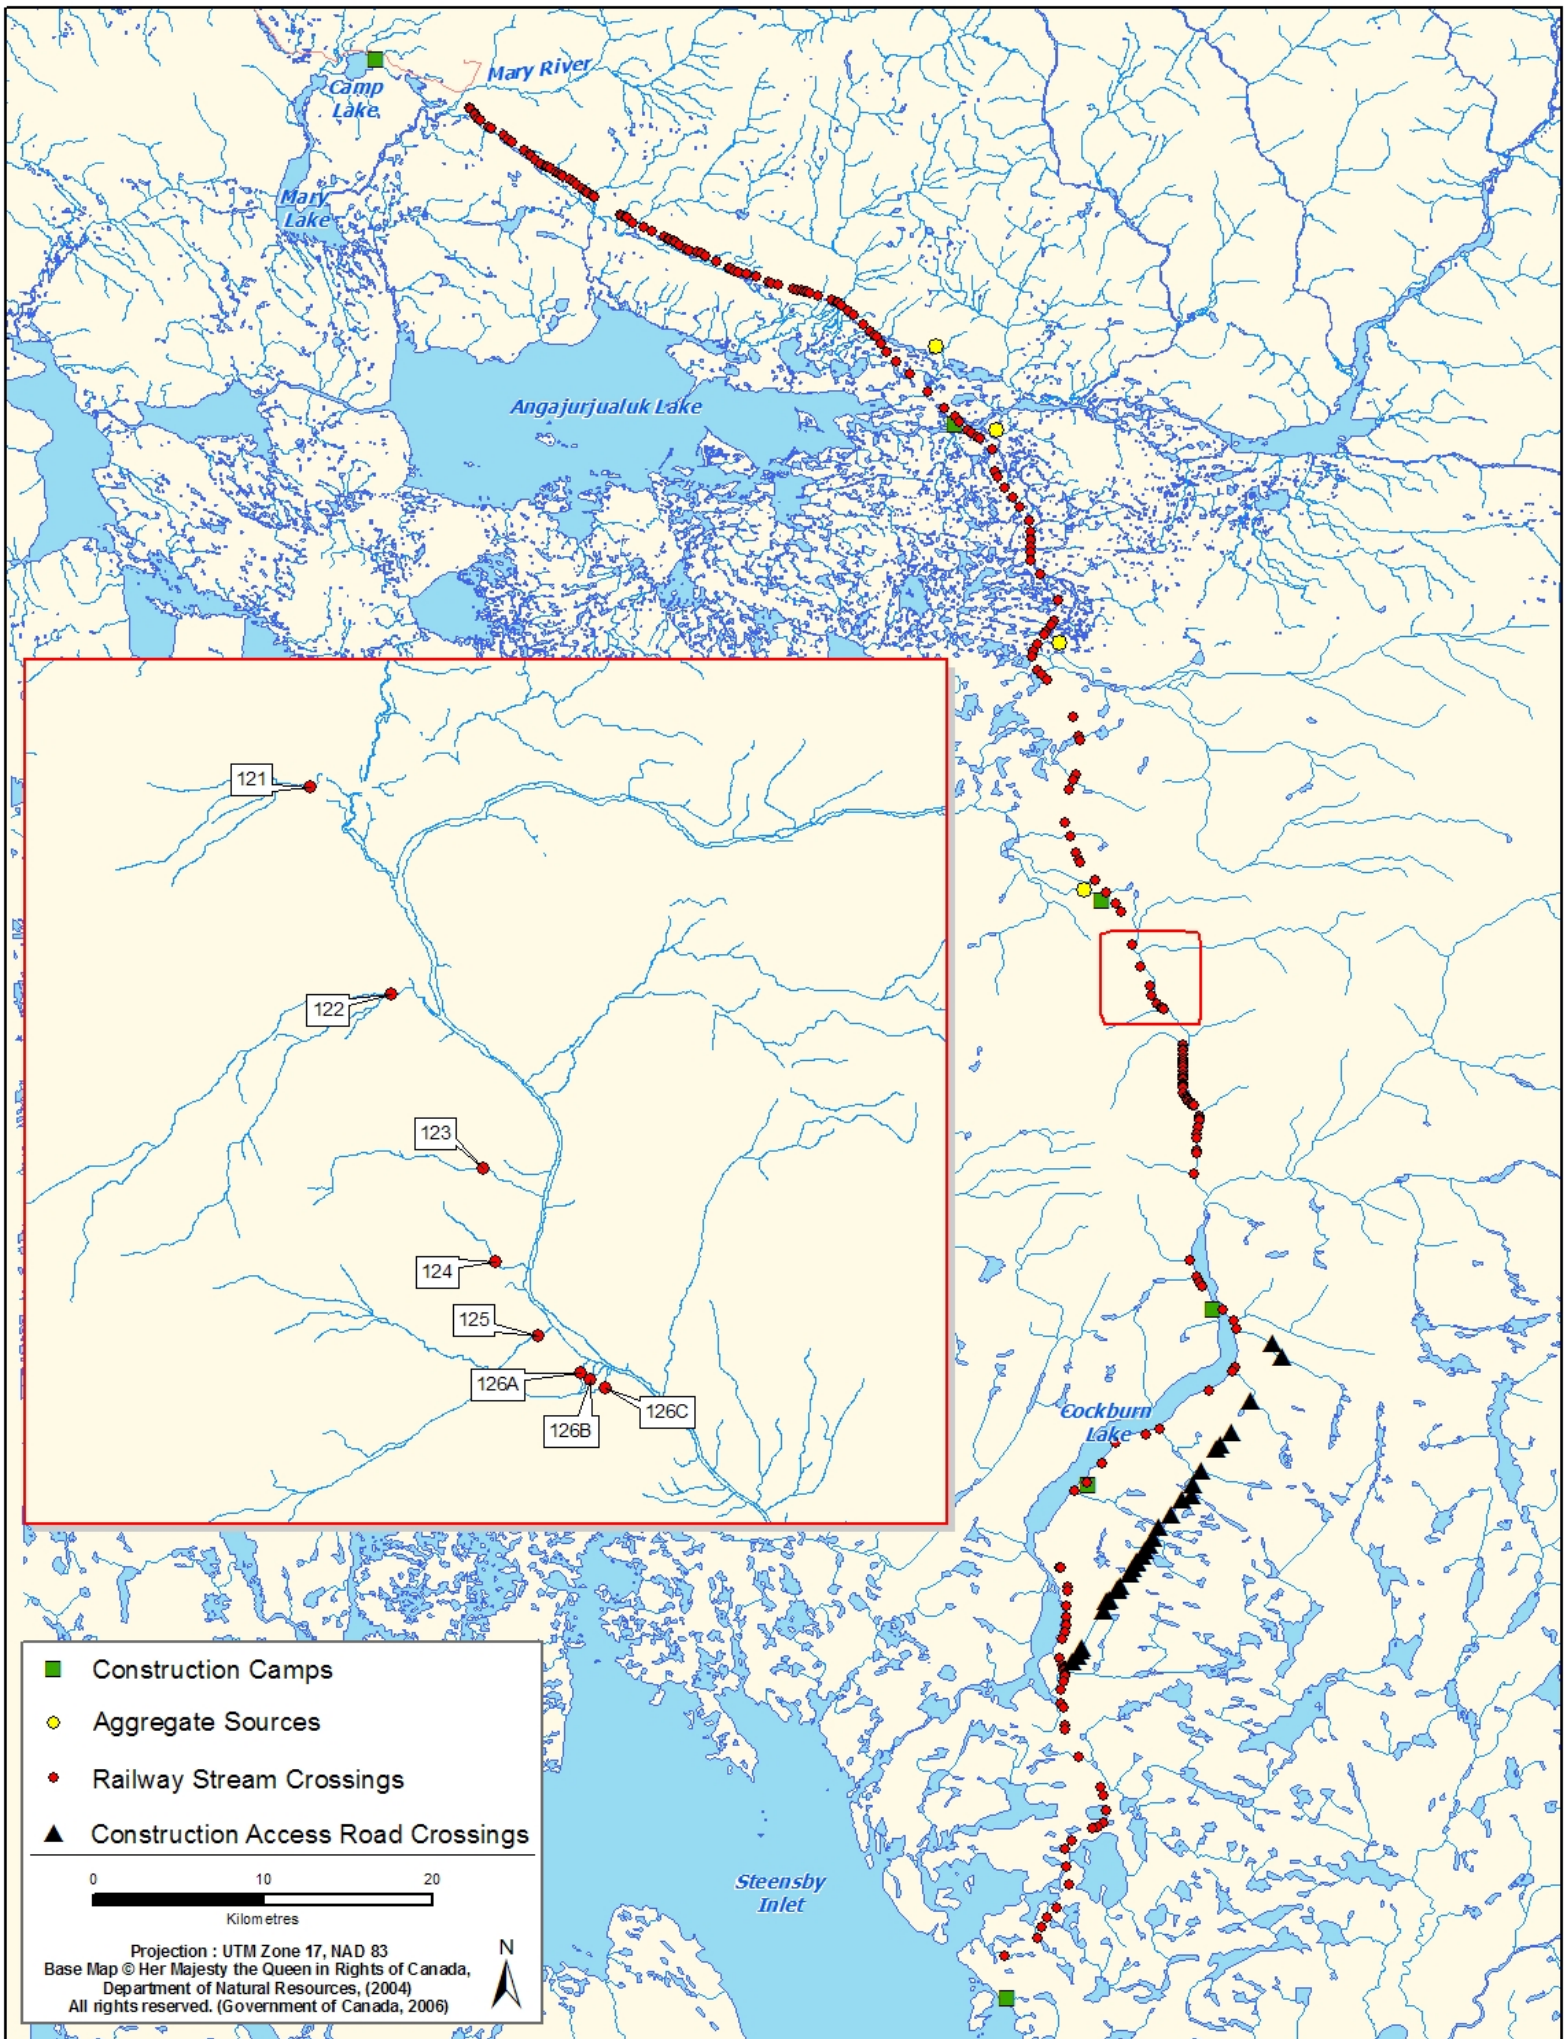 Mary River
Camp
Lake
Mary
Lake
Angajurjualuk Lake
121
122
123
124
125
126A
126B
126C
Cockburn
Lake
Construction Camps
Aggregate Sources
Railway Stream Crossings
Construction Access Road Crossings
0 10 20
Kilometres
Projection : UTM Zone 17, NAD 83
Base Map © Her Majesty the Queen in Rights of Canada,
Department of Natural Resources, (2004)
All rights reserved. (Government of Canada, 2006)
N
Steensby
Inlet